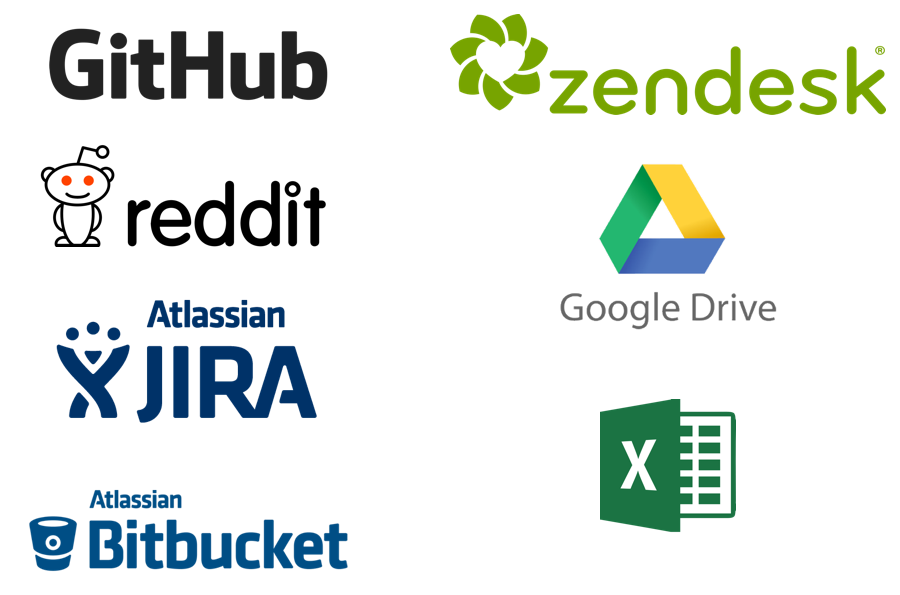 GitHub
zendesk®
reddit
Google Drive
Atlassian
JIRA
X
Atlassian
Bitbucket